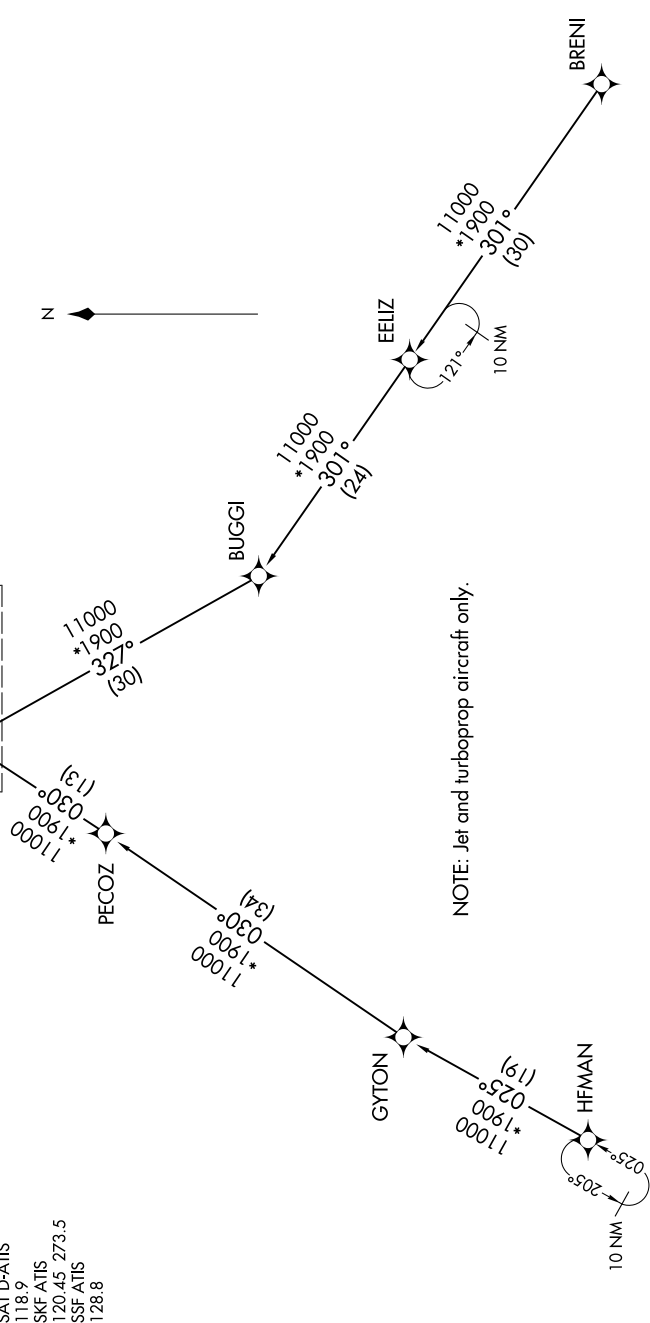 SAT D-ATIS
118.9
SKF ATIS
120.45 273.5
SSF ATIS
128.8
N
11000
*1900
030°
(13)
PECOZ
11000
*1900
327°
(30)
BUGGI
11000
*1900
030°
(34)
11000
*1900
301°
(24)
EELIZ
121°
10 NM
11000
*1900
301°
(30)
BRENI
GYTON
11000
*1900
025°
(19)
HFMAN
205°
025°
10 NM
NOTE: Jet and turboprop aircraft only.